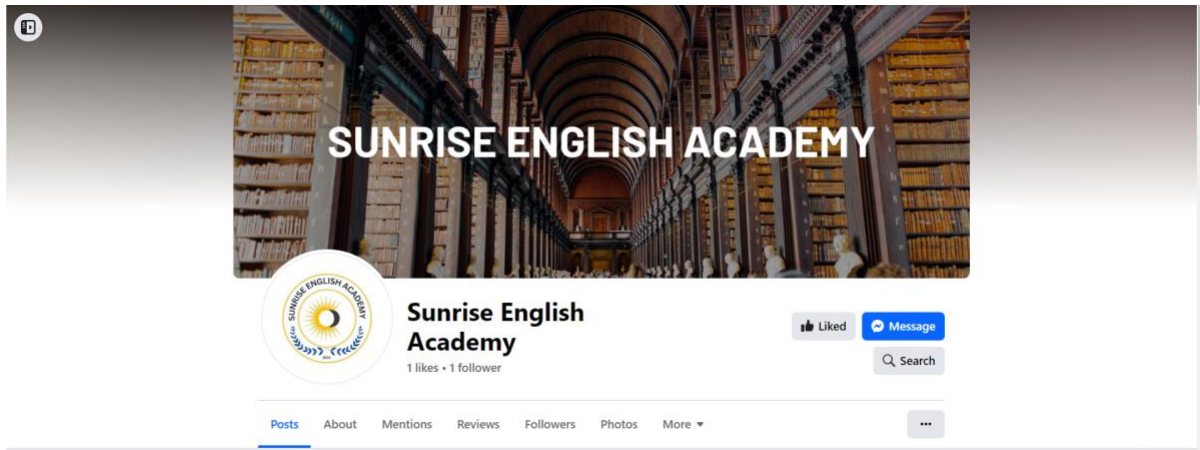 SUNRISE ENGLISH ACADEMY
SUNRISE ENGLISH ACADEMY
Sunrise English
Academy
1 likes • 1 follower
Liked
Message
Search
Posts About Mentions Reviews Followers Photos More